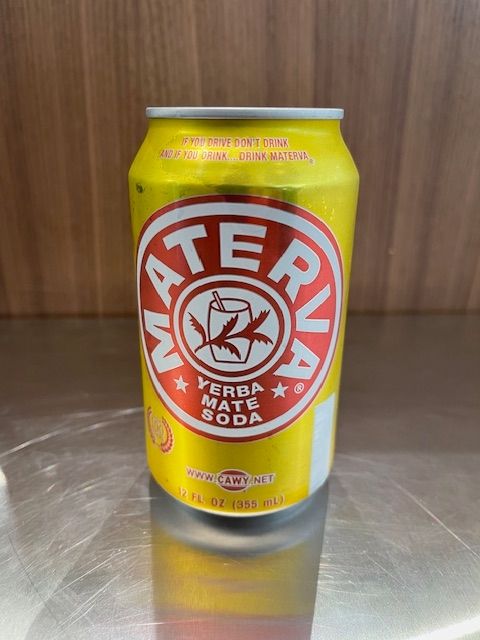 IF YOU DRIVE DON'T DRINK
AND IF YOU DRINK... DRINK MATERVA®
MATERVA®
YERBA
MATE
SODA
WWW.CAWY.NET
12 FL OZ (355 mL)